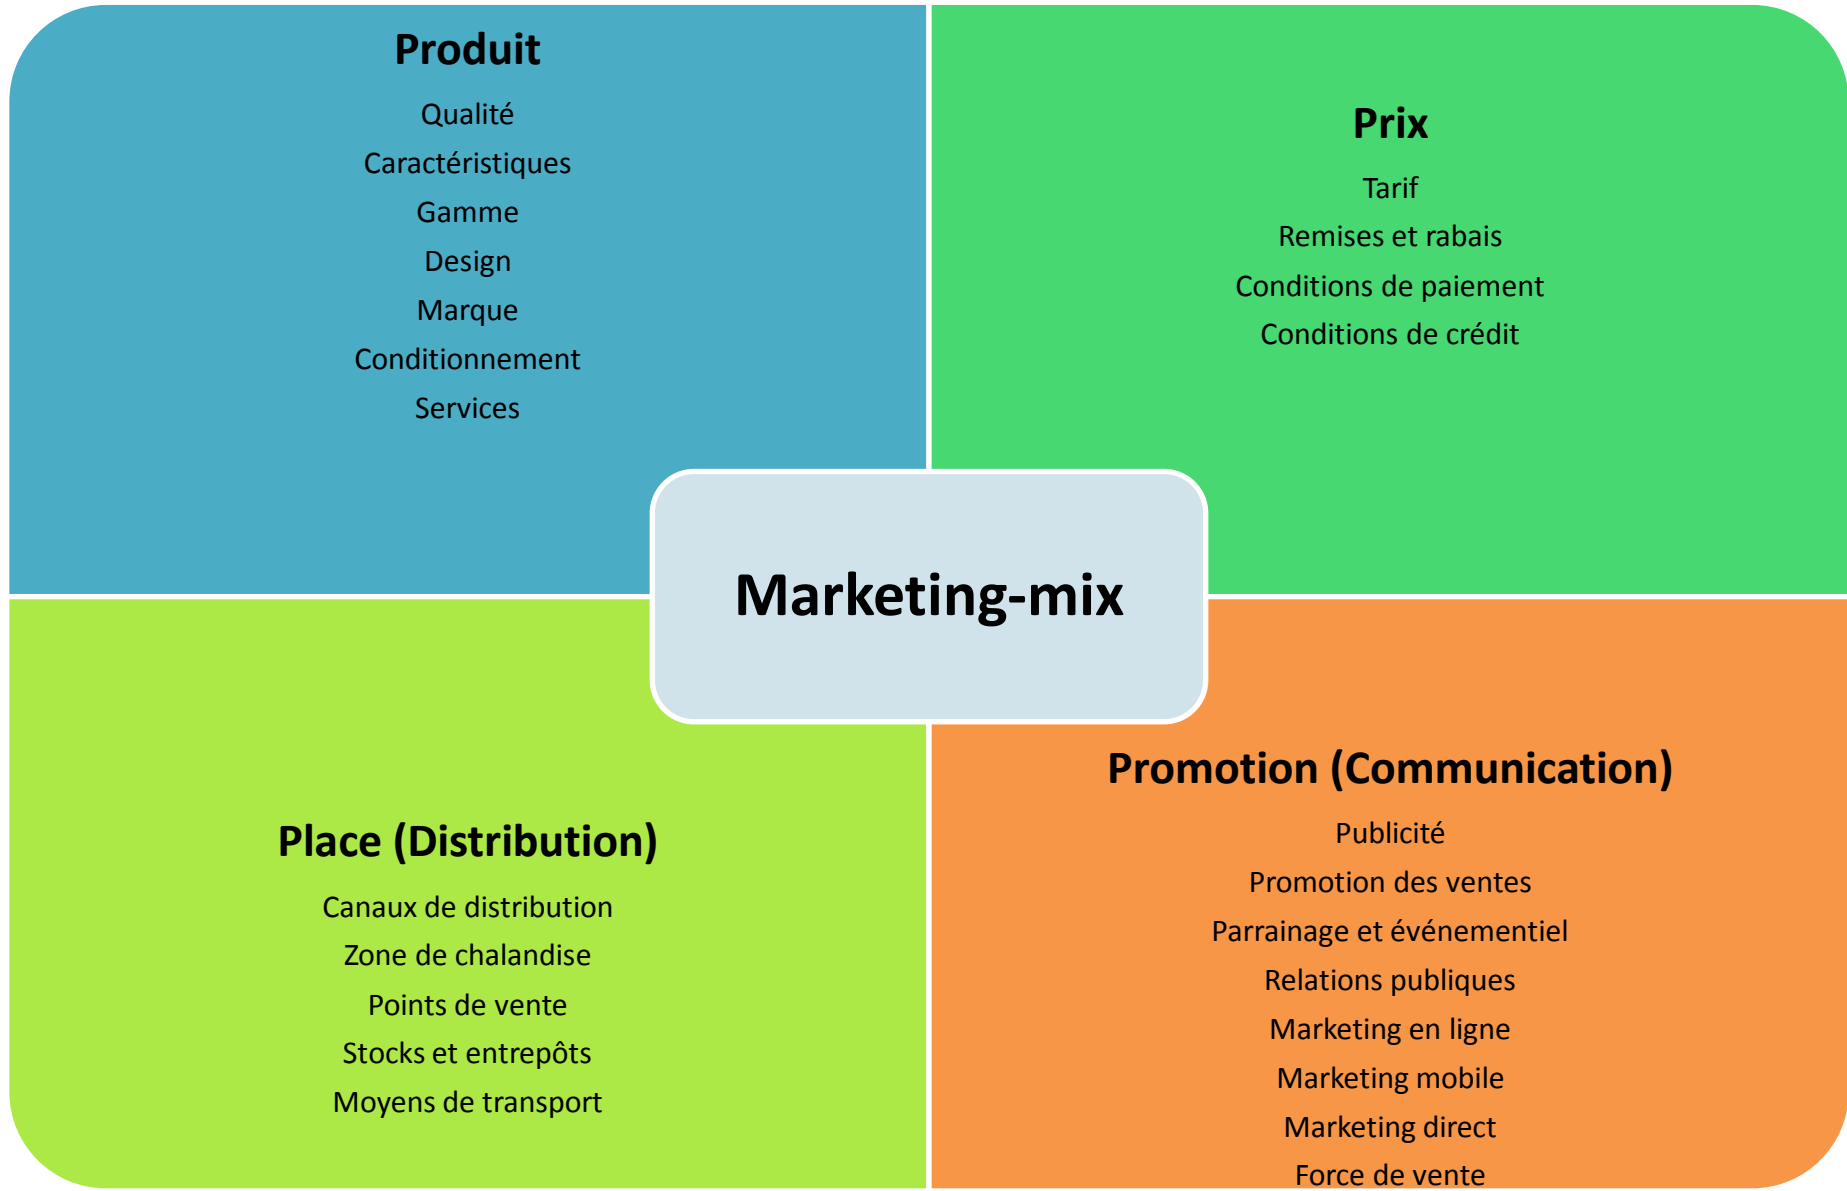 Produit
Qualité
Caractéristiques
Gamme
Design
Marque
Conditionnement
Services
Prix
Tarif
Remises et rabais
Conditions de paiement
Conditions de crédit
Marketing-mix
Place (Distribution)
Canaux de distribution
Zone de chalandise
Points de vente
Stocks et entrepôts
Moyens de transport
Promotion (Communication)
Publicité
Promotion des ventes
Parrainage et événementiel
Relations publiques
Marketing en ligne
Marketing mobile
Marketing direct
Force de vente